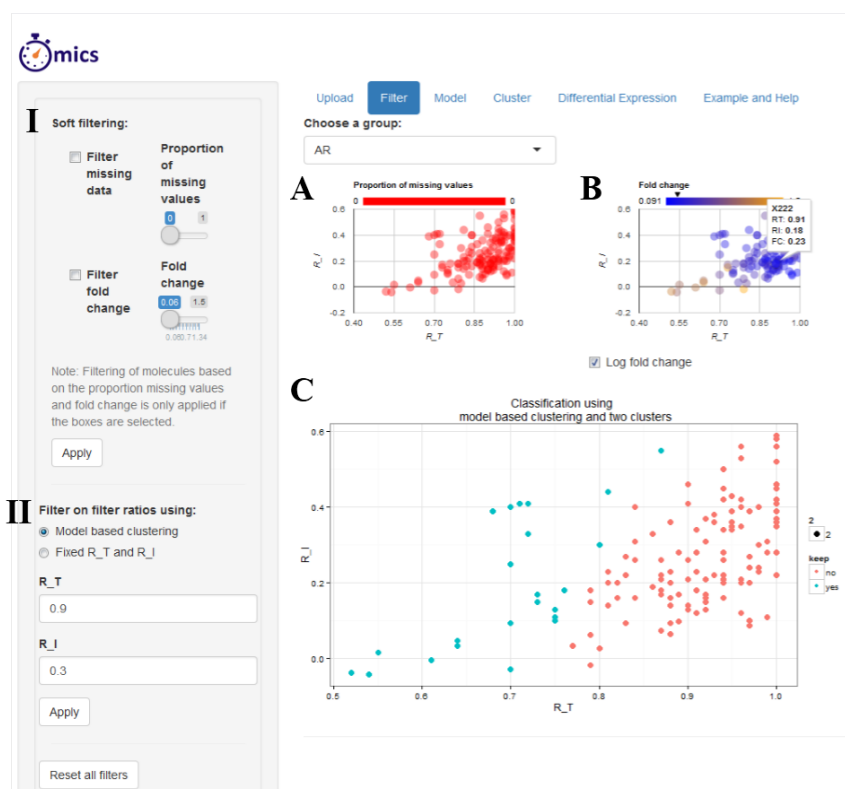 mics
Upload
Filter
Model
Cluster
Differential Expression
Example and Help
I
Soft filtering:
Filter
missing
data
Proportion
of
missing
values
0
1
Filter
fold
change
Fold
change
0.06
1.5
Note: Filtering of molecules based
on the proportion missing values
and fold change is only applied if
the boxes are selected.
Apply
II
Filter on filter ratios using:
Model based clustering
Fixed R_T and R_I
R_T
0.9
R_I
0.3
Apply
Reset all filters
Choose a group:
AR
A
Proportion of missing values
0
0
0.6
0.4
0.2
0.0
-0.2
R_I
0.40
0.55
0.70
0.85
1.00
R_T
B
Fold change
0.091
X222
RT: 0.91
RI: 0.18
FC: 0.23
0.6
0.4
0.2
0.0
-0.2
R_I
0.40
0.55
0.70
0.85
1.00
R_T
Log fold change
C
Classification using
model based clustering and two clusters
0.6
0.4
0.2
0.0
R_I
0.5
0.6
0.7
0.8
0.9
1.0
R_T
2
2
keep
no
yes